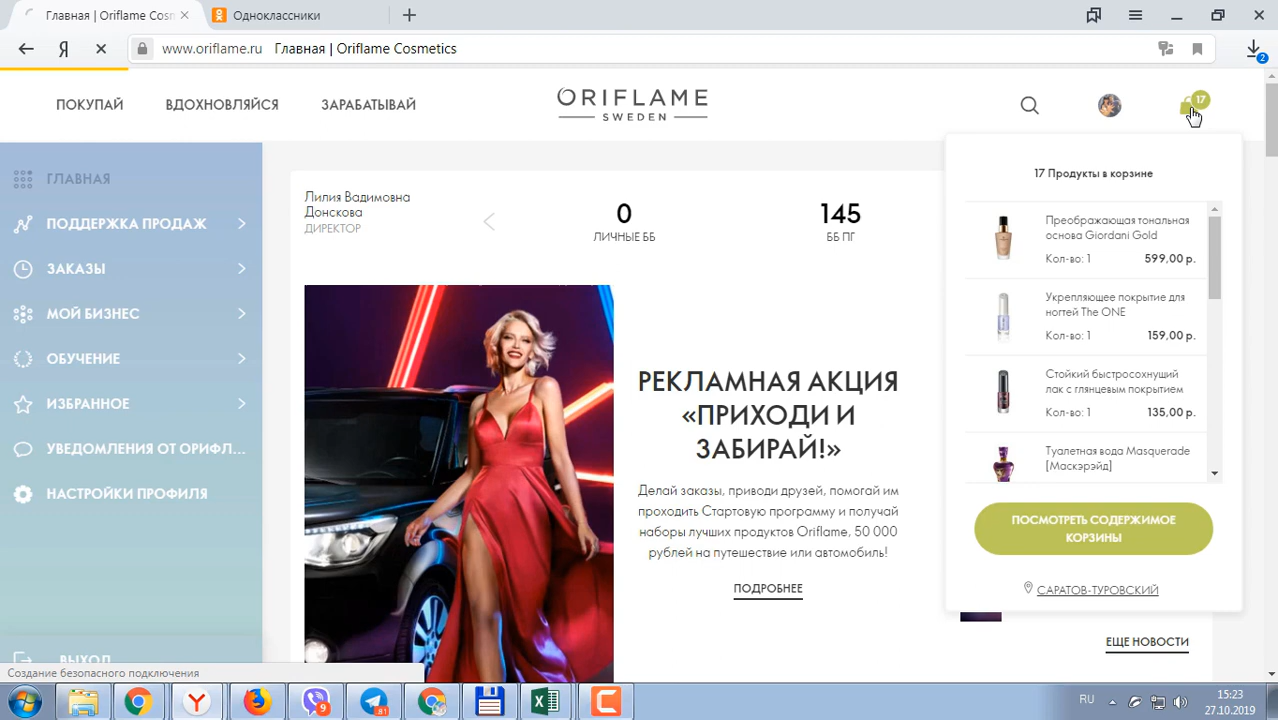 Главная | Oriflame Cosm
Одноклассники
Я
www.oriflame.ru Главная | Oriflame Cosmetics
2
ПОКУПАЙ
ВДОХНОВЛЯЙСЯ
ЗАРАБАТЫВАЙ
ORIFLAME
SWEDEN
17
ГЛАВНАЯ
ПОДДЕРЖКА ПРОДАЖ
ЗАКАЗЫ
МОЙ БИЗНЕС
ОБУЧЕНИЕ
ИЗБРАННОЕ
УВЕДОМЛЕНИЯ ОТ ОРИФЛ...
НАСТРОЙКИ ПРОФИЛЯ
ВЫХОД
Создание безопасного подключения
Лилия Вадимовна
Донскова
ДИРЕКТОР
0
ЛИЧНЫЕ ББ
145
ББ ПГ
РЕКЛАМНАЯ АКЦИЯ
«ПРИХОДИ И
ЗАБИРАЙ!»
Делай заказы, приводи друзей, помогай им
проходить Стартовую программу и получай
наборы лучших продуктов Oriflame, 50 000
рублей на путешествие или автомобиль!
ПОДРОБНЕЕ
17 Продукты в корзине
Преображающая тональная
основа Giordani Gold
Кол-во: 1 599,00 р.
Укрепляющее покрытие для
ногтей The ONE
Кол-во: 1 159,00 р.
Стойкий быстросохнущий
лак с глянцевым покрытием
Кол-во: 1 135,00 р.
Туалетная вода Masquerade
[Маскэрэйд]
ПОСМОТРЕТЬ СОДЕРЖИМОЕ
КОРЗИНЫ
САРАТОВ-ТУРОВСКИЙ
ЕЩЕ НОВОСТИ
9
81
RU
15:23
27.10.2019